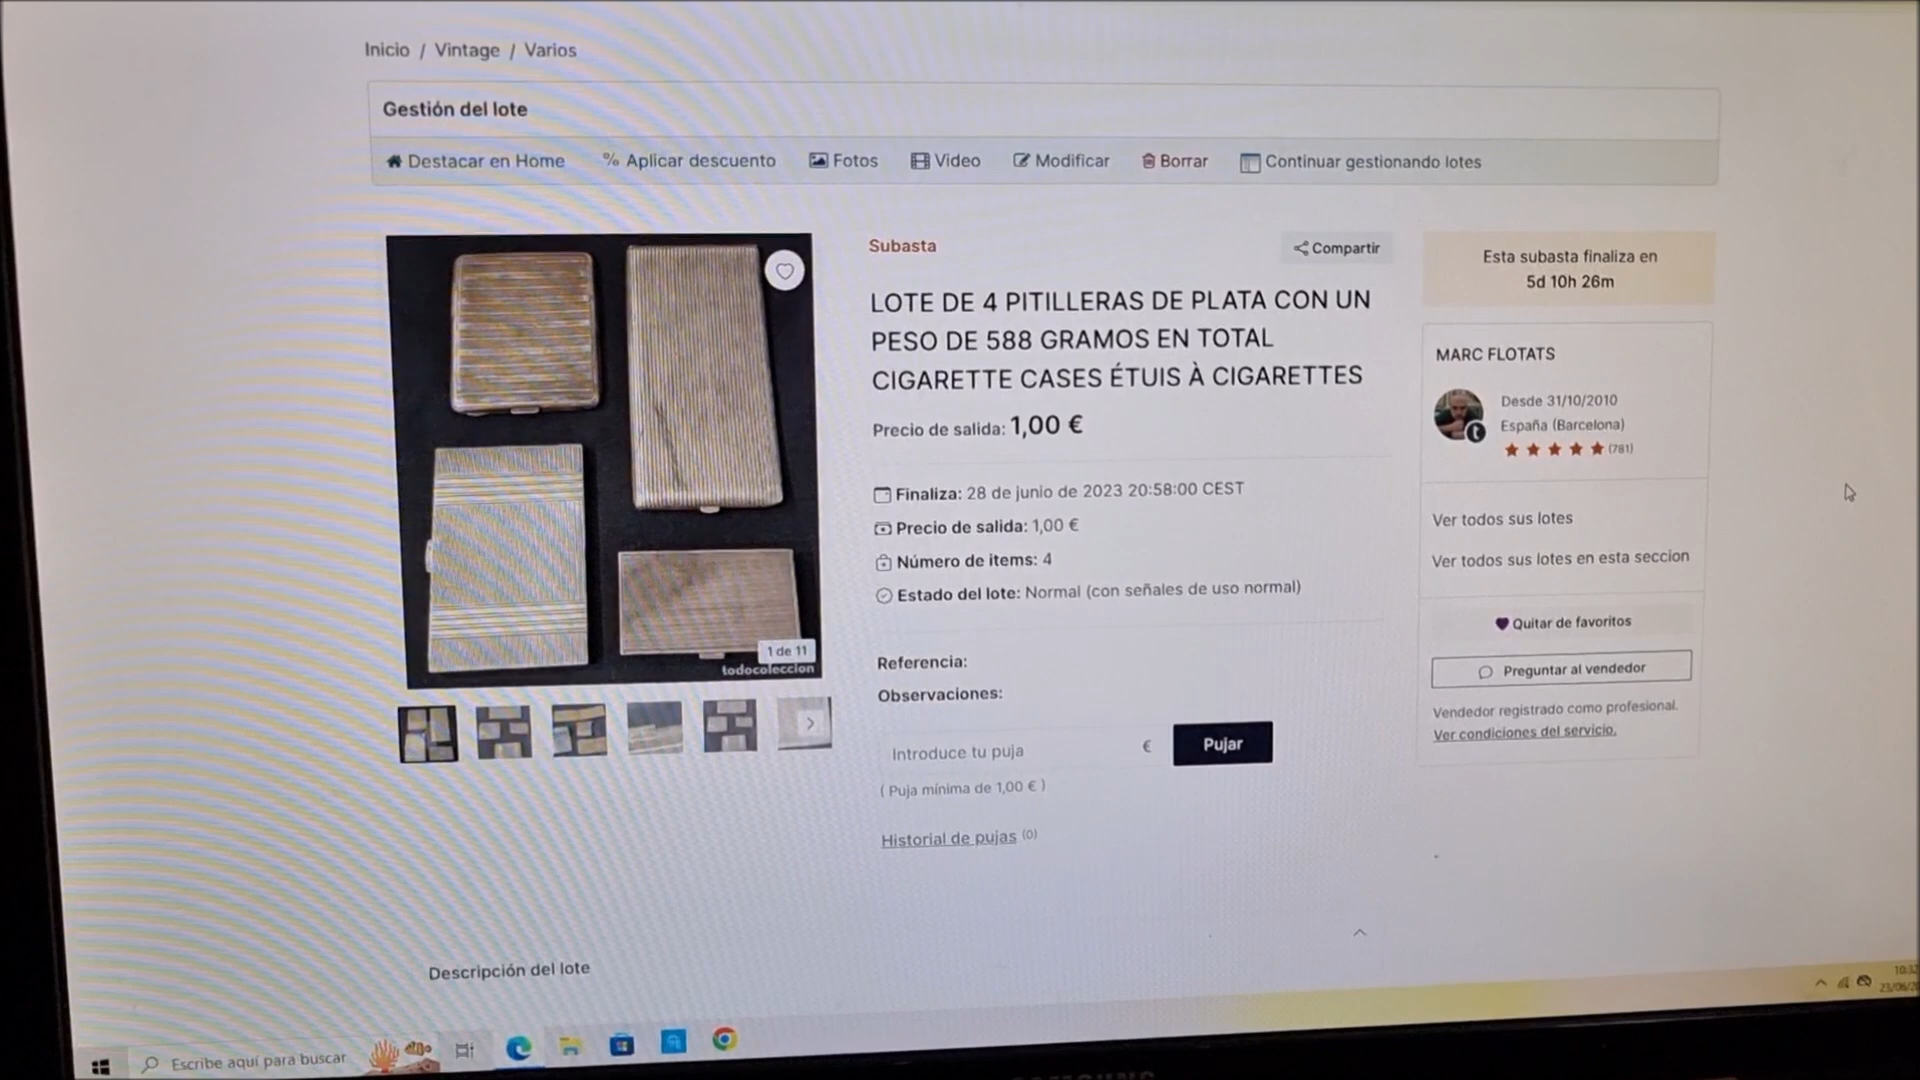 Inicio / Vintage / Varios
Gestión del lote
Destacar en Home % Aplicar descuento Fotos Video Modificar Borrar Continuar gestionando lotes
Subasta
Compartir
LOTE DE 4 PITILLERAS DE PLATA CON UN
PESO DE 588 GRAMOS EN TOTAL
CIGARETTE CASES ÉTUIS À CIGARETTES
Precio de salida: 1,00 €
Finaliza: 28 de junio de 2023 20:58:00 CEST
Precio de salida: 1,00 €
Número de items: 4
Estado del lote: Normal (con señales de uso normal)
Referencia:
Observaciones:
Introduce tu puja € Pujar
( Puja mínima de 1,00 € )
Historial de pujas (0)
1 de 11
todocoleccion
Esta subasta finaliza en
5d 10h 26m
MARC FLOTATS
Desde 31/10/2010
España (Barcelona)
(781)
Ver todos sus lotes
Ver todos sus lotes en esta seccion
Quitar de favoritos
Preguntar al vendedor
Vendedor registrado como profesional.
Ver condiciones del servicio.
Descripción del lote
Escribe aquí para buscar
10:32